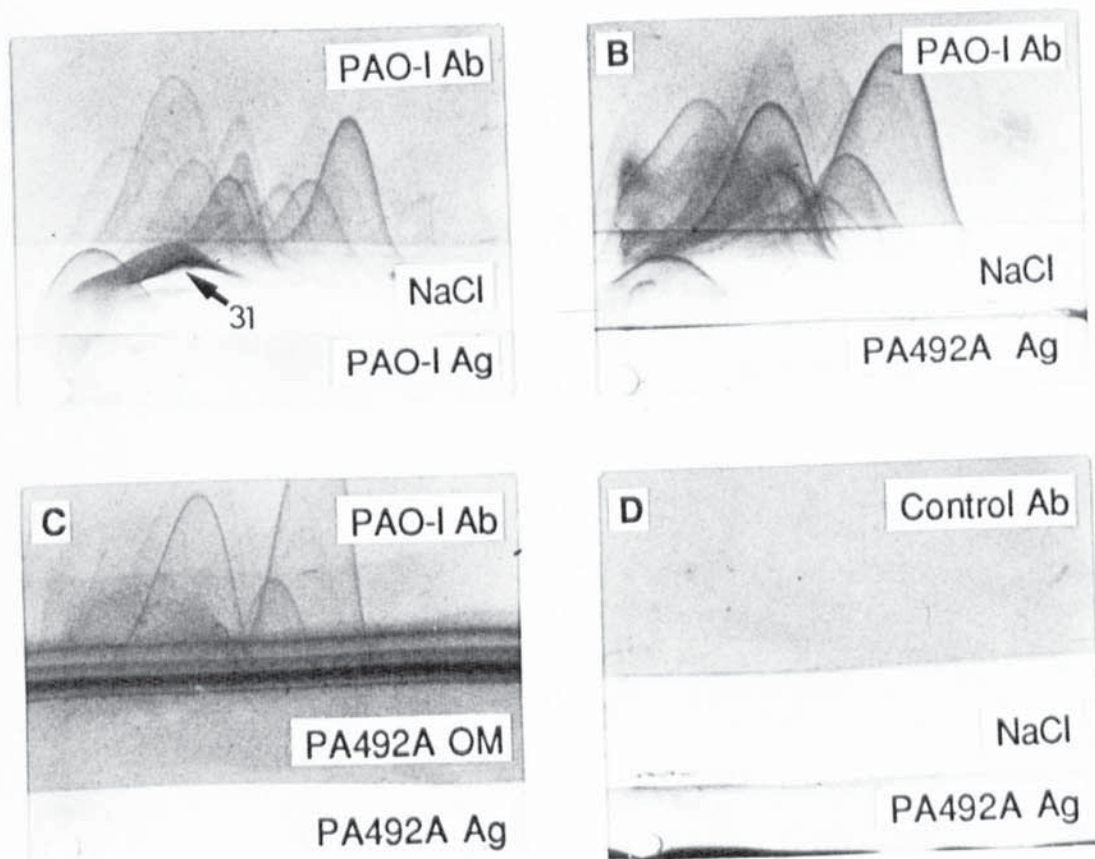 PAO-I Ab
NaCl
31
PAO-I Ag
B
PAO-I Ab
NaCl
PA492A Ag
C
PAO-I Ab
PA492A OM
PA492A Ag
D
Control Ab
NaCl
PA492A Ag